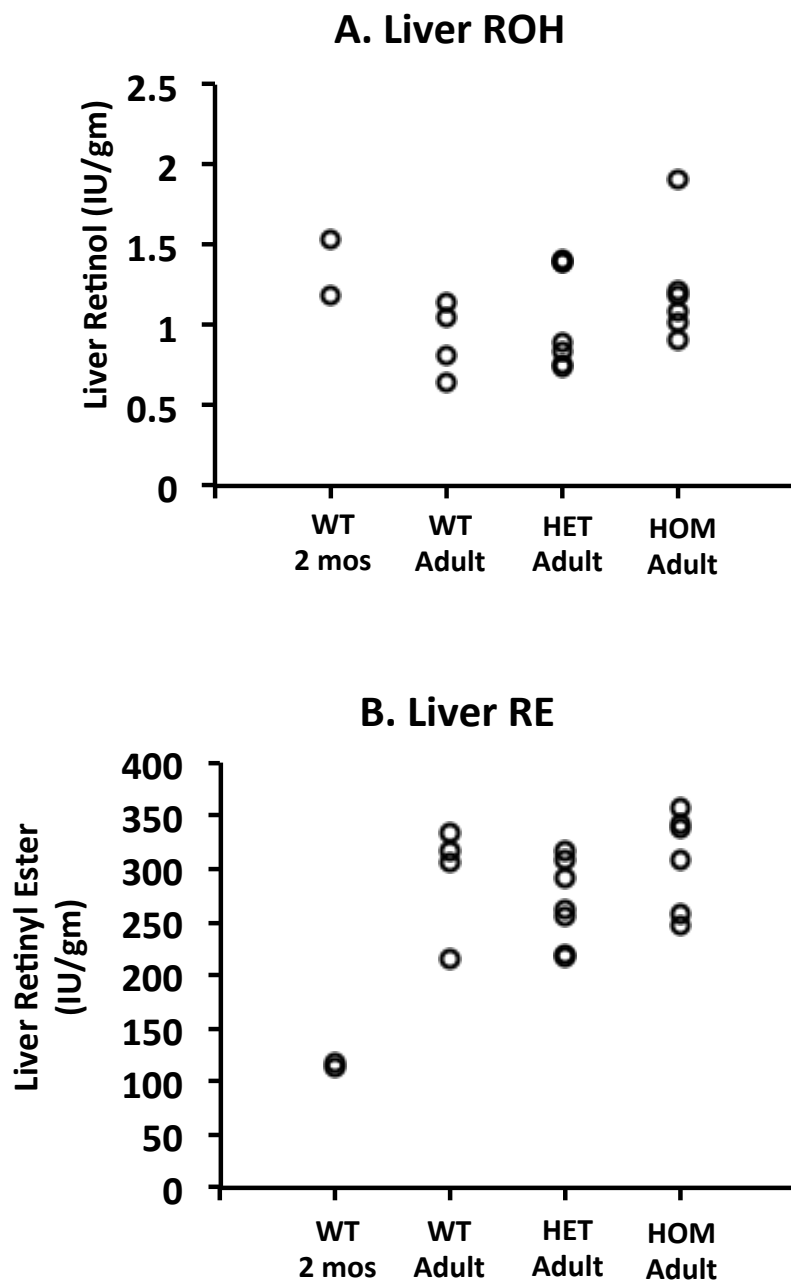 A. Liver ROH
Liver Retinol (IU/gm)
2.5
2
1.5
1
0.5
0
WT
2 mos
WT
Adult
HET
Adult
HOM
Adult
B. Liver RE
Liver Retinyl Ester
(IU/gm)
400
350
300
250
200
150
100
50
0
WT
2 mos
WT
Adult
HET
Adult
HOM
Adult